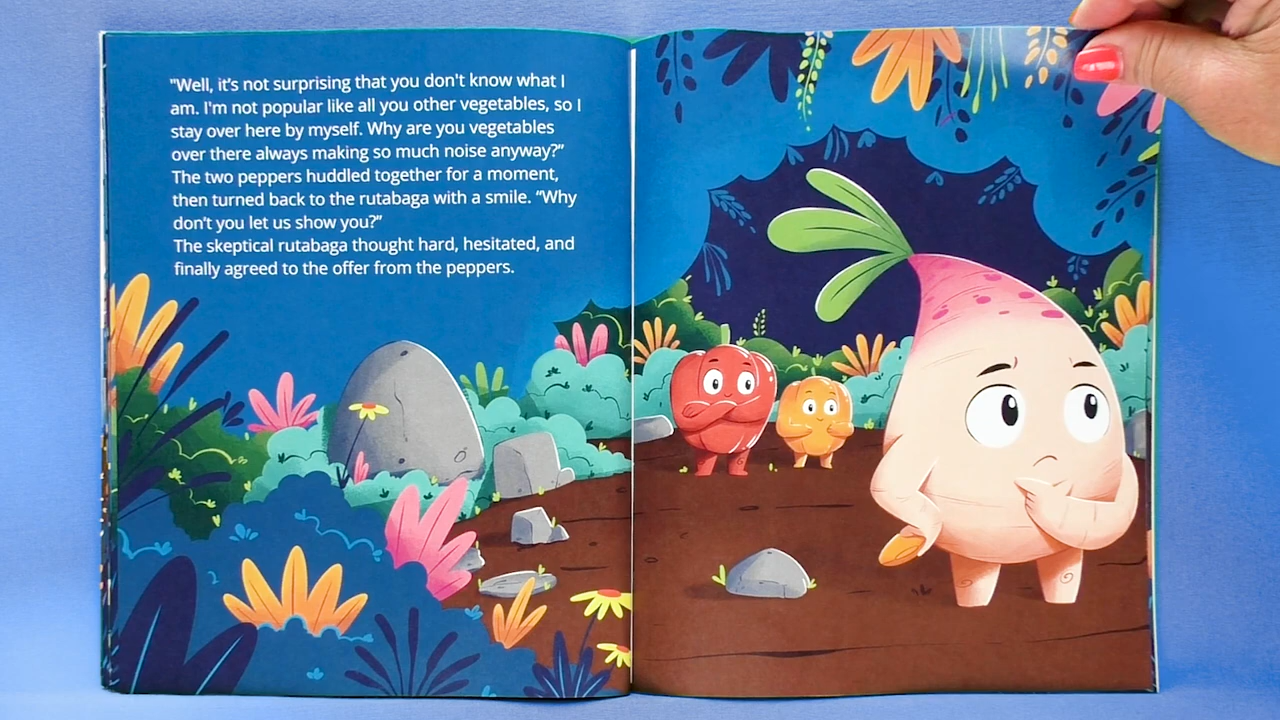 "Well, it’s not surprising that you don't know what I
am. I'm not popular like all you other vegetables, so I
stay over here by myself. Why are you vegetables
over there always making so much noise anyway?”
The two peppers huddled together for a moment,
then turned back to the rutabaga with a smile. “Why
don’t you let us show you?”
The skeptical rutabaga thought hard, hesitated, and
finally agreed to the offer from the peppers.